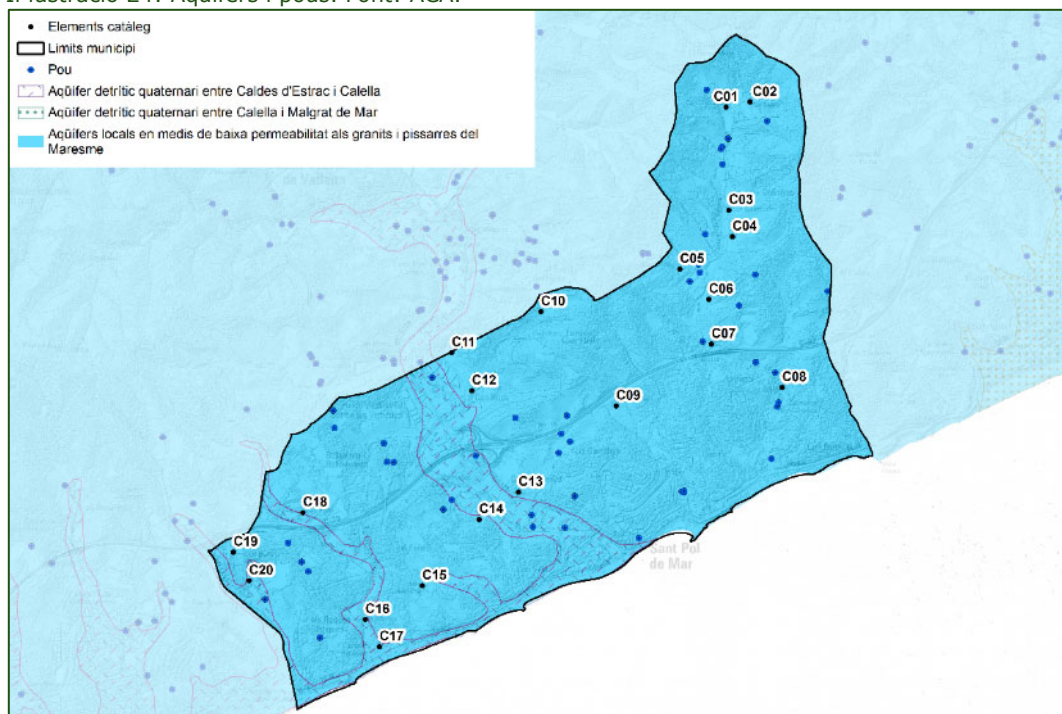 Il·lustració 24. Aqüífers i pous. Font: ACA.
Elements catàleg
Límits municipi
Pou
Aqüífer detrític quaternari entre Caldes d'Estrac i Calella
Aqüífer detrític quaternari entre Calella i Malgrat de Mar
Aqüífers locals en medis de baixa permeabilitat als granits i pissarres del
Maresme
C01
C02
C03
C04
C05
C06
C07
C08
C09
C10
C11
C12
C13
C14
C15
C16
C17
C18
C19
C20
Sant Pol
de Mar